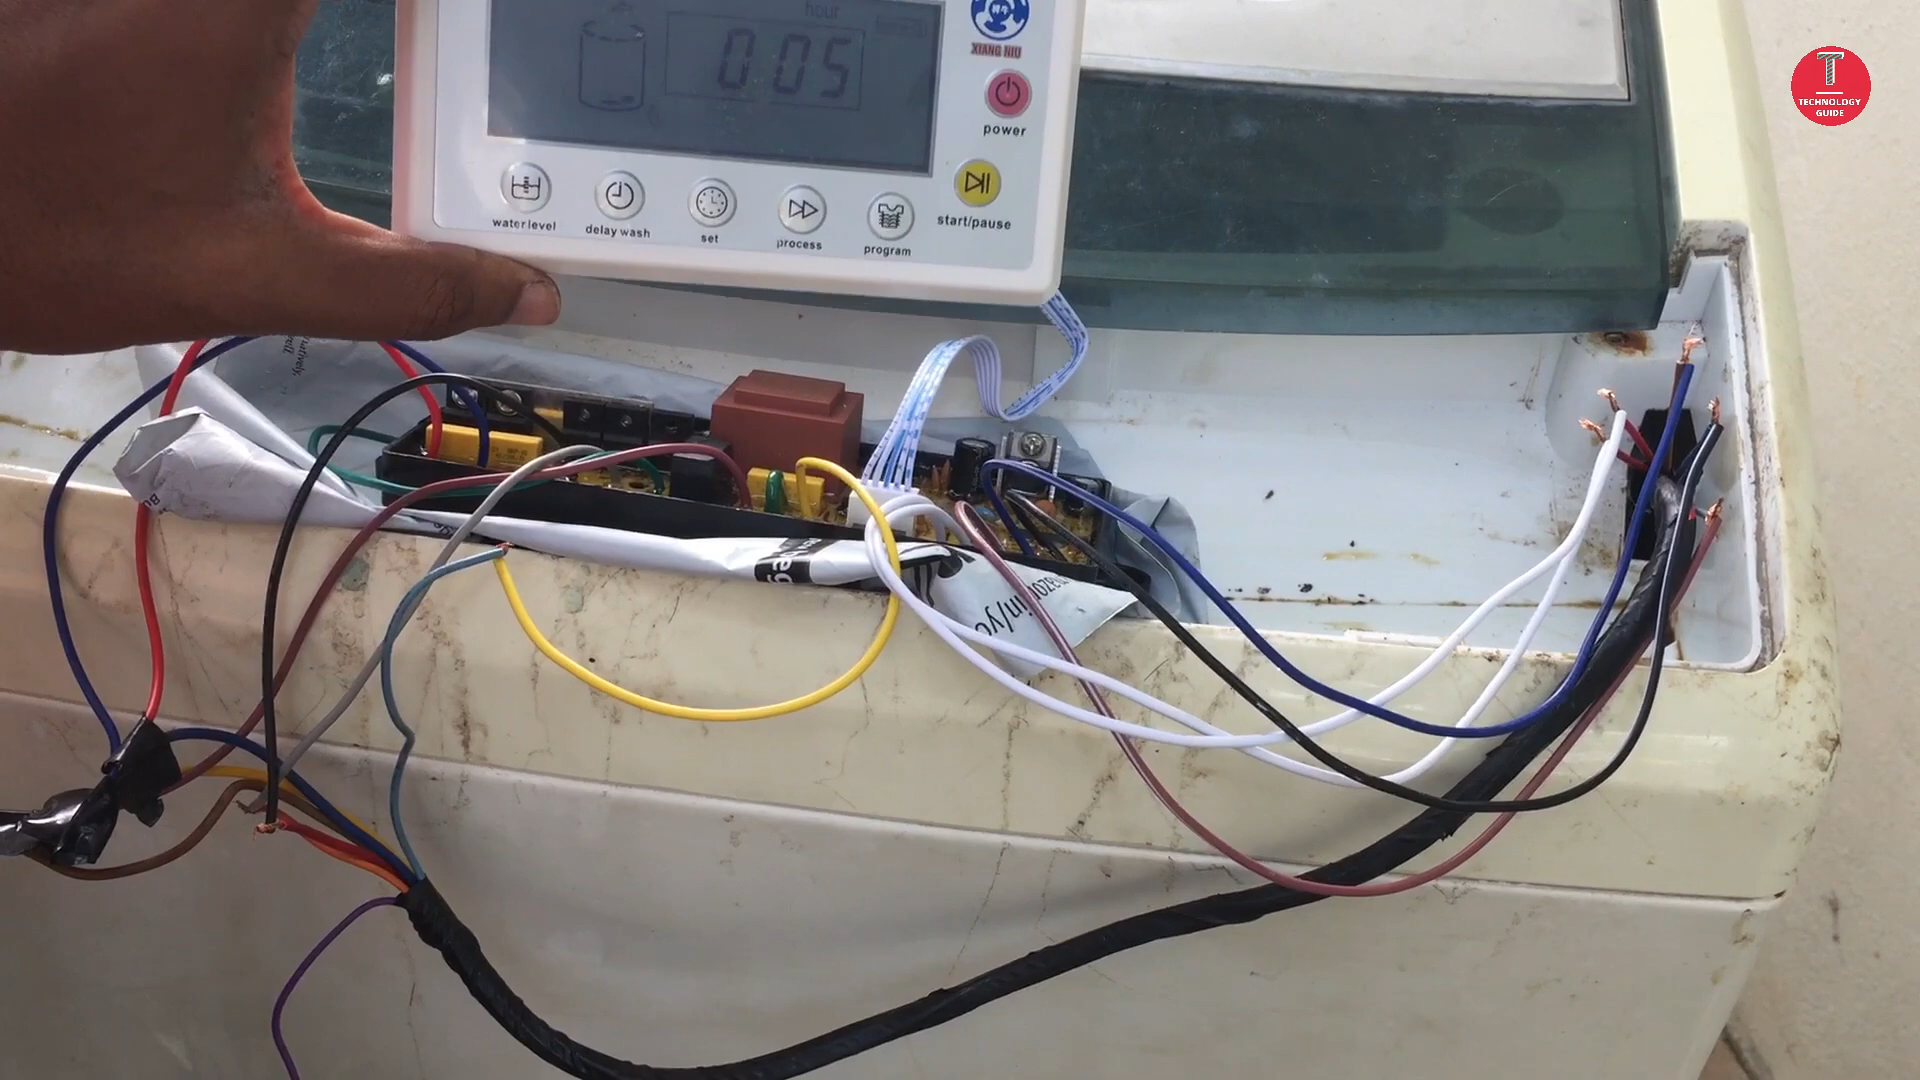 hour
0:05
XIANG NIU
power
water level
delay wash
set
process
program
start/pause
T
TECHNOLOGY
GUIDE